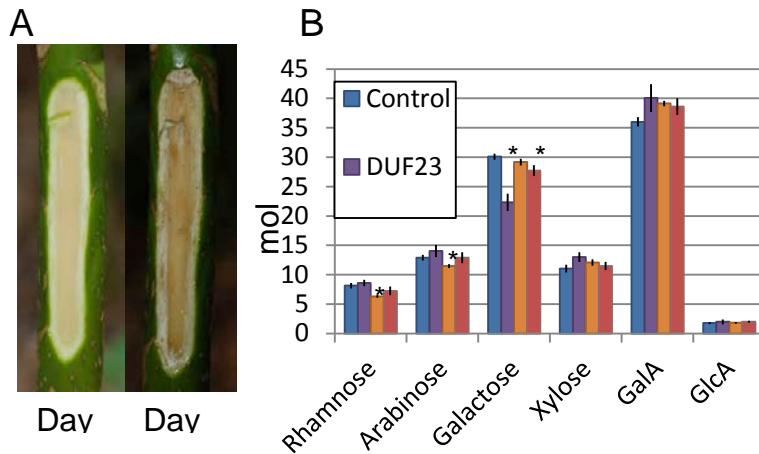 A
B
Day
Day
mol
45
40
35
30
25
20
15
10
5
0
Control
DUF23
* *
*
*
Rhamnose
Arabinose
Galactose
Xylose
GalA
GlcA